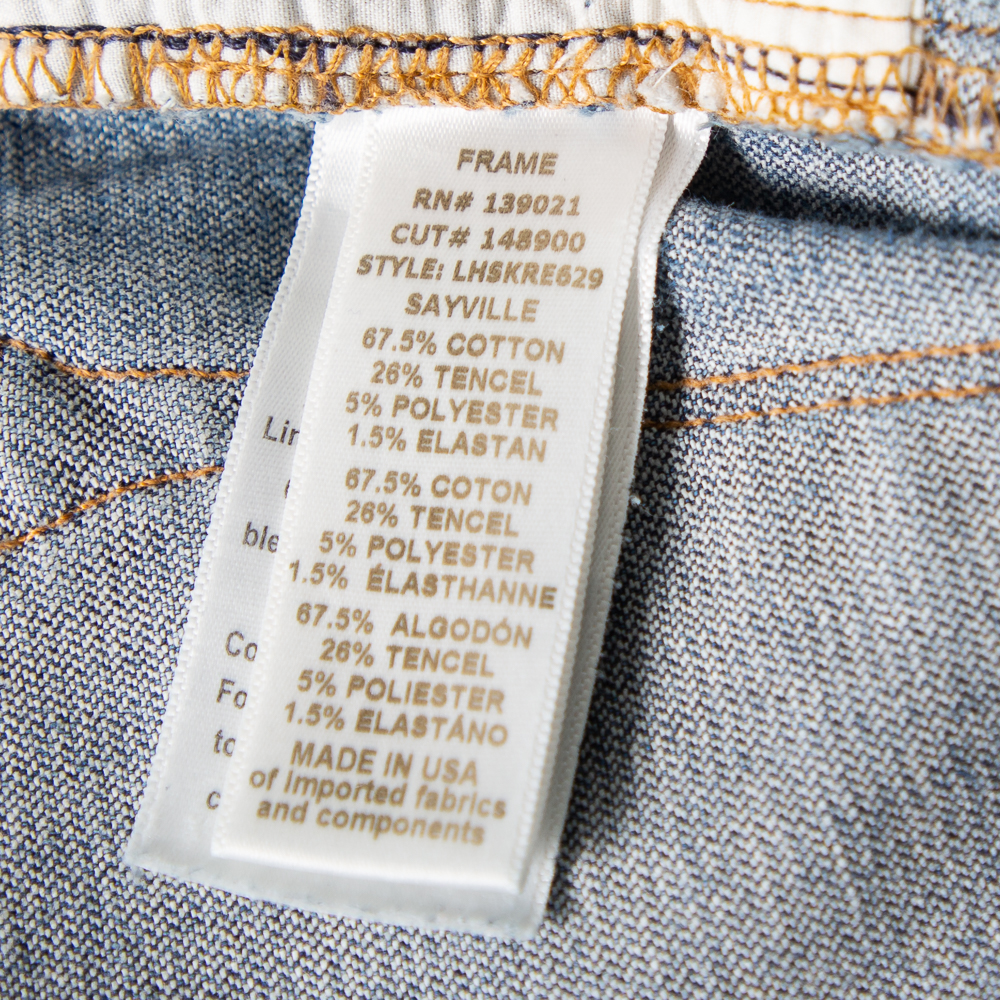 FRAME
RN# 139021
CUT# 148900
STYLE: LHSKRE629
SAYVILLE
67.5% COTTON
26% TENCEL
5% POLYESTER
1.5% ELASTAN
67.5% COTON
26% TENCEL
5% POLYESTER
1.5% ÉLASTHANNE
67.5% ALGODÓN
26% TENCEL
5% POLIESTER
1.5% ELASTÁNO
MADE IN USA
of imported fabrics
and components